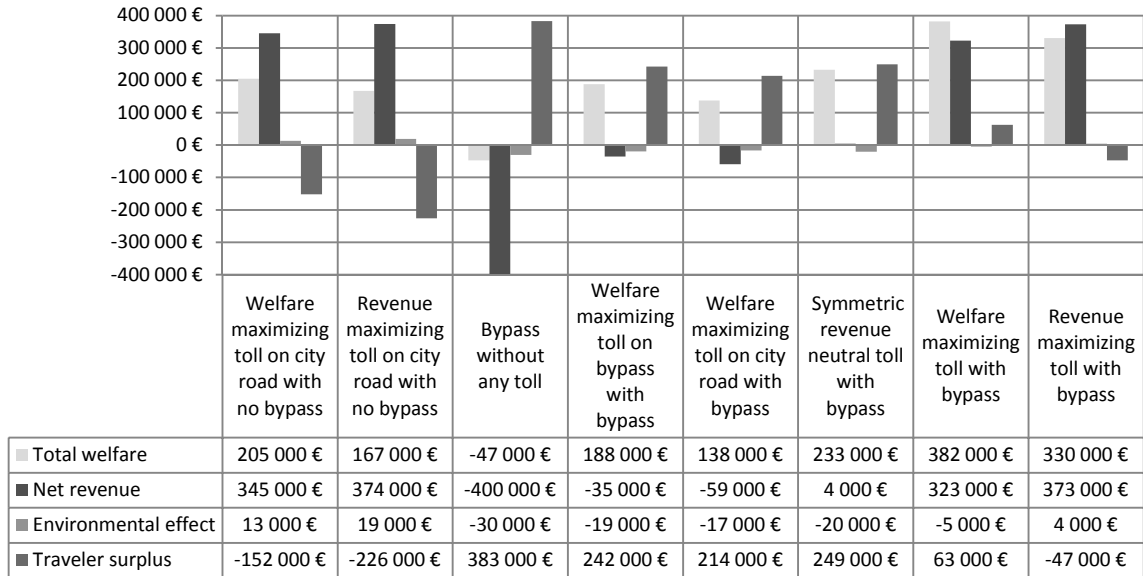 400 000 €
300 000 €
200 000 €
100 000 €
0 €
-100 000 €
-200 000 €
-300 000 €
-400 000 €
Welfare
maximizing
toll on city
road with
no bypass
Revenue
maximizing
toll on city
road with
no bypass
Bypass
without
any toll
Welfare
maximizing
toll on
bypass
with
bypass
Welfare
maximizing
toll on city
road with
bypass
Symmetric
revenue
neutral toll
with
bypass
Welfare
maximizing
toll with
bypass
Revenue
maximizing
toll with
bypass
Total welfare 205 000 € 167 000 € -47 000 € 188 000 € 138 000 € 233 000 € 382 000 € 330 000 €
Net revenue 345 000 € 374 000 € -400 000 € -35 000 € -59 000 € 4 000 € 323 000 € 373 000 €
Environmental effect 13 000 € 19 000 € -30 000 € -19 000 € -17 000 € -20 000 € -5 000 € 4 000 €
Traveler surplus -152 000 € -226 000 € 383 000 € 242 000 € 214 000 € 249 000 € 63 000 € -47 000 €